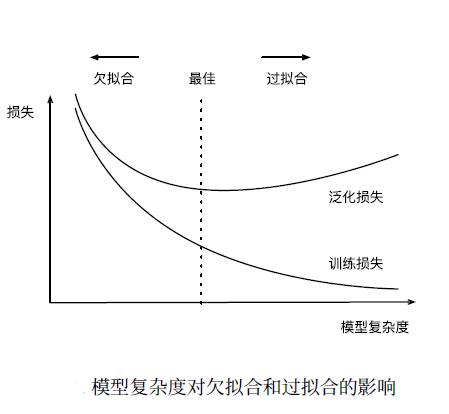 欠拟合 最佳 过拟合
损失
泛化损失
训练损失
模型复杂度
模型复杂度对欠拟合和过拟合的影响